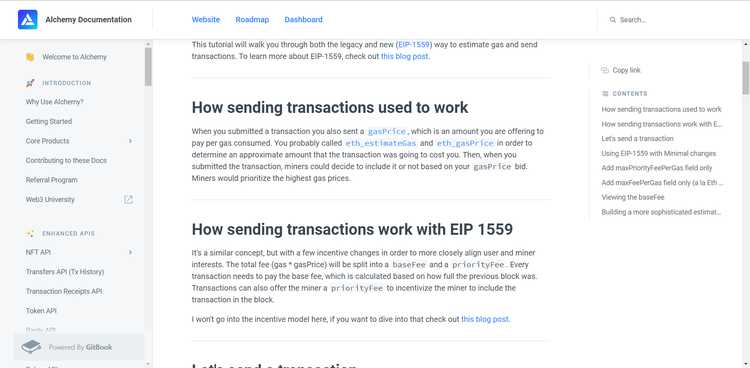 Alchemy Documentation
Website
Roadmap
Dashboard
Search...
Welcome to Alchemy
INTRODUCTION
Why Use Alchemy?
Getting Started
Core Products
Contributing to these Docs
Referral Program
Web3 University
ENHANCED APIS
NFT API
Transfers API (Tx History)
Transaction Receipts API
Token API
Powered By GitBook
This tutorial will walk you through both the legacy and new (EIP-1559) way to estimate gas and send
transactions. To learn more about EIP-1559, check out this blog post.
How sending transactions used to work
When you submitted a transaction you also sent a gasPrice, which is an amount you are offering to
pay per gas consumed. You probably called eth_estimateGas and eth_gasPrice in order to
determine an approximate amount that the transaction was going to cost you. Then, when you
submitted the transaction, miners could decide to include it or not based on your gasPrice bid.
Miners would prioritize the highest gas prices.
How sending transactions work with EIP 1559
It's a similar concept, but with a few incentive changes in order to more closely align user and miner
interests. The total fee (gas * gasPrice) will be split into a baseFee and a priorityFee. Every
transaction needs to pay the base fee, which is calculated based on how full the previous block was.
Transactions can also offer the miner a priorityFee to incentivize the miner to include the
transaction in the block.
I won't go into the incentive model here, if you want to dive into that check out this blog post.
Let's send a transaction
Copy link
CONTENTS
How sending transactions used to work
How sending transactions work with E...
Let's send a transaction
Using EIP-1559 with Minimal changes
Add maxPriorityFeePerGas field only
Add maxFeePerGas field only (a la Eth ...
Viewing the baseFee
Building a more sophisticated estimat...